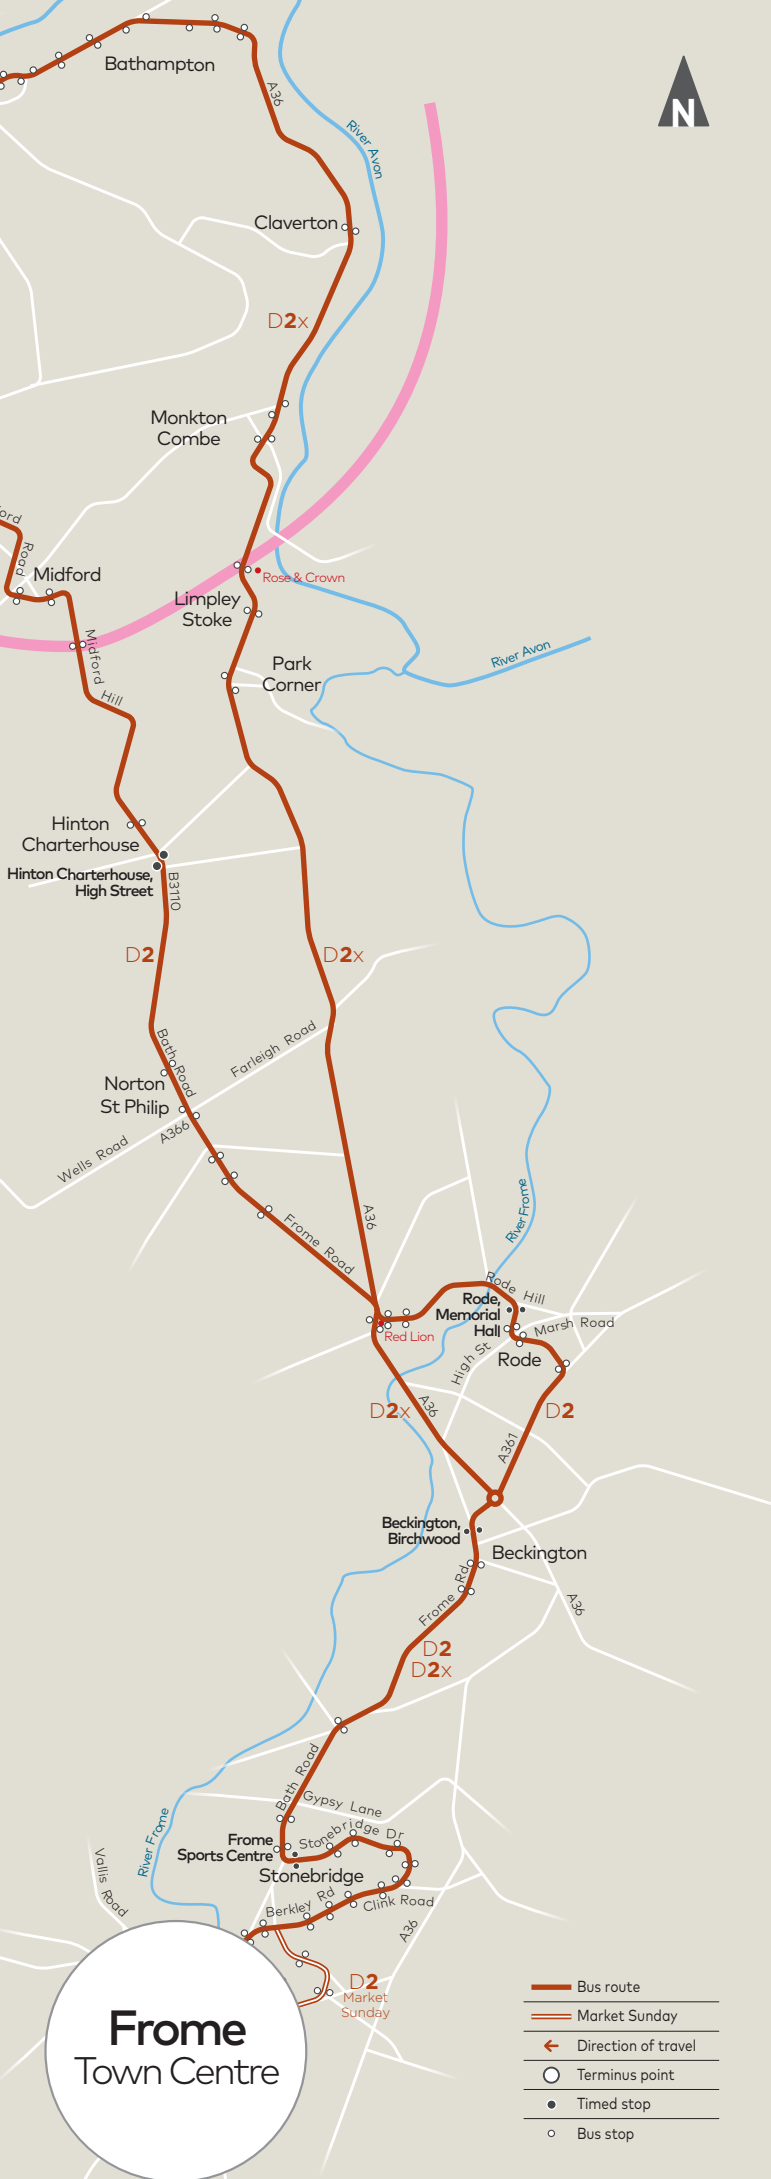 Bathampton
A36
N
River Avon
Claverton
D2x
Monkton
Combe
ord
Road
Midford
Rose & Crown
Limpley
Stoke
Midford
Hill
River Avon
Park
Corner
Hinton
Charterhouse
Hinton Charterhouse,
High Street
B3110
D2
D2x
Bath Road
Farleigh Road
Norton
St Philip
A366
Wells Road
A36
Frome Road
River Frome
Rode Hill
Rode,
Memorial
Hall
Marsh Road
Red Lion
High St
Rode
D2x
A36
D2
A361
Beckington,
Birchwood
Beckington
Frome Rd
A36
D2
D2x
Bath Road
Gypsy Lane
River Frome
Stonebridge Dr
Frome
Sports Centre
Stonebridge
Vallis Road
Berkley Rd
Clink Road
A36
D2
Market
Sunday
Frome
Town Centre
Bus route
Market Sunday
Direction of travel
Terminus point
Timed stop
Bus stop